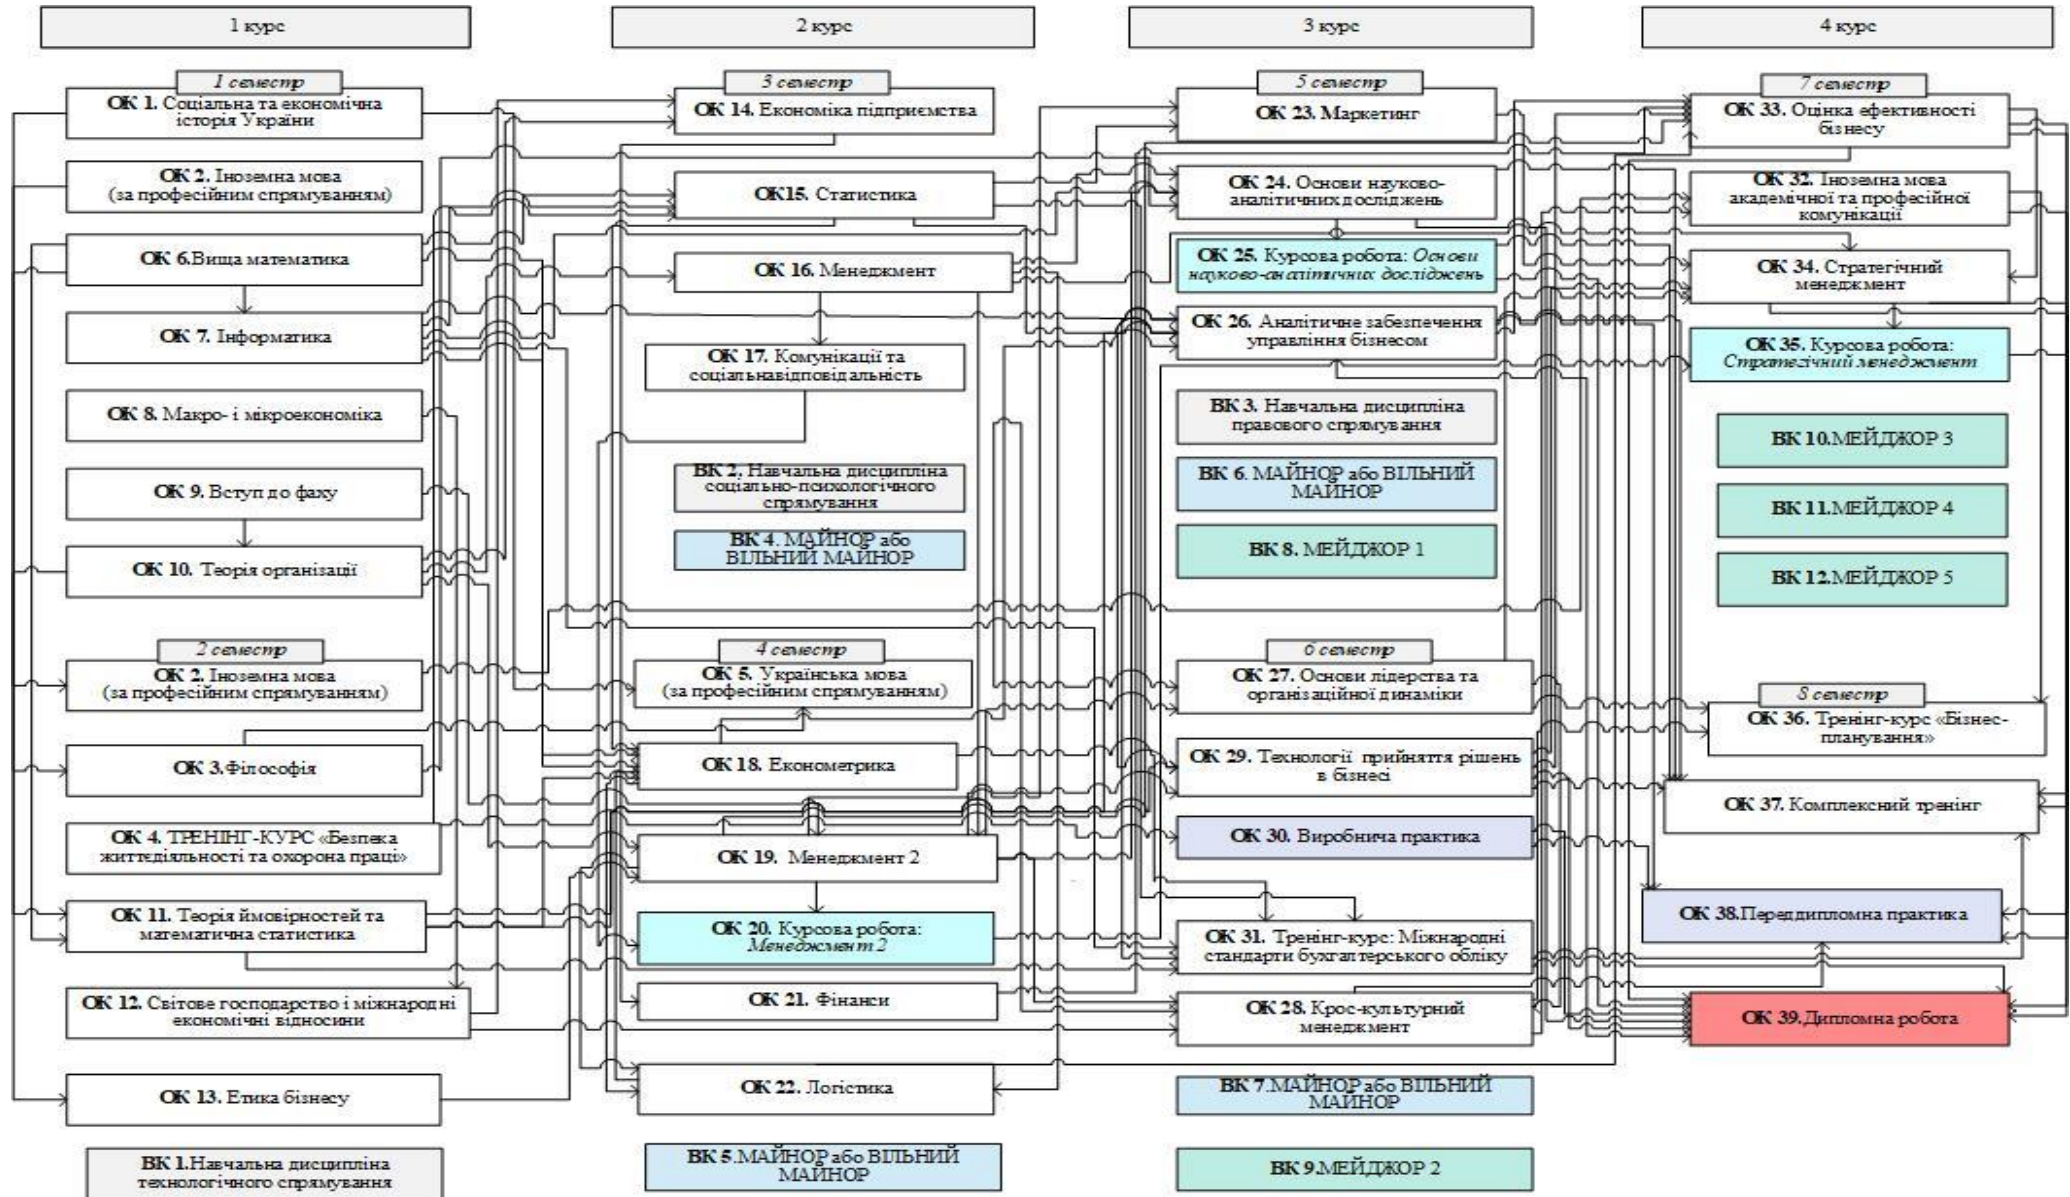 1 курс
1 семестр
ОК 1. Соціальна та економічна
історія України
ОК 2. Іноземна мова
(за професійним спрямуванням)
ОК 6.Вища математика
ОК 7. Інформатика
ОК 8. Макро- і мікроекономіка
ОК 9. Вступ до фаху
ОК 10. Теорія організації
2 семестр
ОК 2. Іноземна мова
(за професійним спрямуванням)
ОК 3.Філософія
ОК 4. ТРЕНІНГ-КУРС «Безпека
життєдіяльності та охорона праці»
ОК 11. Теорія ймовірностей та
математична статистика
ОК 12. Світове господарство і міжнародні
економічні відносини
ОК 13. Етика бізнесу
ВК 1.Навчальна дисципліна
технологічного спрямування
2 курс
3 семестр
ОК 14. Економіка підприємства
ОК15. Статистика
ОК 16. Менеджмент
ОК 17. Комунікації та
соціальнавідповідальність
ВК 2. Навчальна дисципліна
соціально-психологічного
спрямування
ВК 4. МАЙНОР або
ВІЛЬНИЙ МАЙНОР
4 семестр
ОК 5. Українська мова
(за професійним спрямуванням)
ОК 18. Економетрика
ОК 19. Менеджмент 2
ОК 20. Курсова робота:
Менеджмент 2
ОК 21. Фінанси
ОК 22. Логістика
ВК 5.МАЙНОР або ВІЛЬНИЙ
МАЙНОР
3 курс
5 семестр
ОК 23. Маркетинг
ОК 24. Основи науково-
аналітичних досліджень
ОК 25. Курсова робота: Основи
науково-аналітичних досліджень
ОК 26. Аналітичне забезпечення
управління бізнесом
ВК 3. Навчальна дисципліна
правового спрямування
ВК 6. МАЙНОР або ВІЛЬНИЙ
МАЙНОР
ВК 8. МЕЙДЖОР 1
6 семестр
ОК 27. Основи лідерства та
організаційної динаміки
ОК 29. Технології прийняття рішень
в бізнесі
ОК 30. Виробнича практика
ОК 31. Тренінг-курс: Міжнародні
стандарти бухгалтерського обліку
ОК 28. Крос-культурний
менеджмент
ВК 7.МАЙНОР або ВІЛЬНИЙ
МАЙНОР
ВК 9.МЕЙДЖОР 2
4 курс
7 семестр
ОК 33. Оцінка ефективності
бізнесу
ОК 32. Іноземна мова
академічної та професійної
комунікації
ОК 34. Стратегічний
менеджмент
ОК 35. Курсова робота:
Стратегічний менеджмент
ВК 10.МЕЙДЖОР 3
ВК 11.МЕЙДЖОР 4
ВК 12.МЕЙДЖОР 5
8 семестр
ОК 36. Тренінг-курс «Бізнес-
планування»
ОК 37. Комплексний тренінг
ОК 38.Переддипломна практика
ОК 39.Дипломна робота